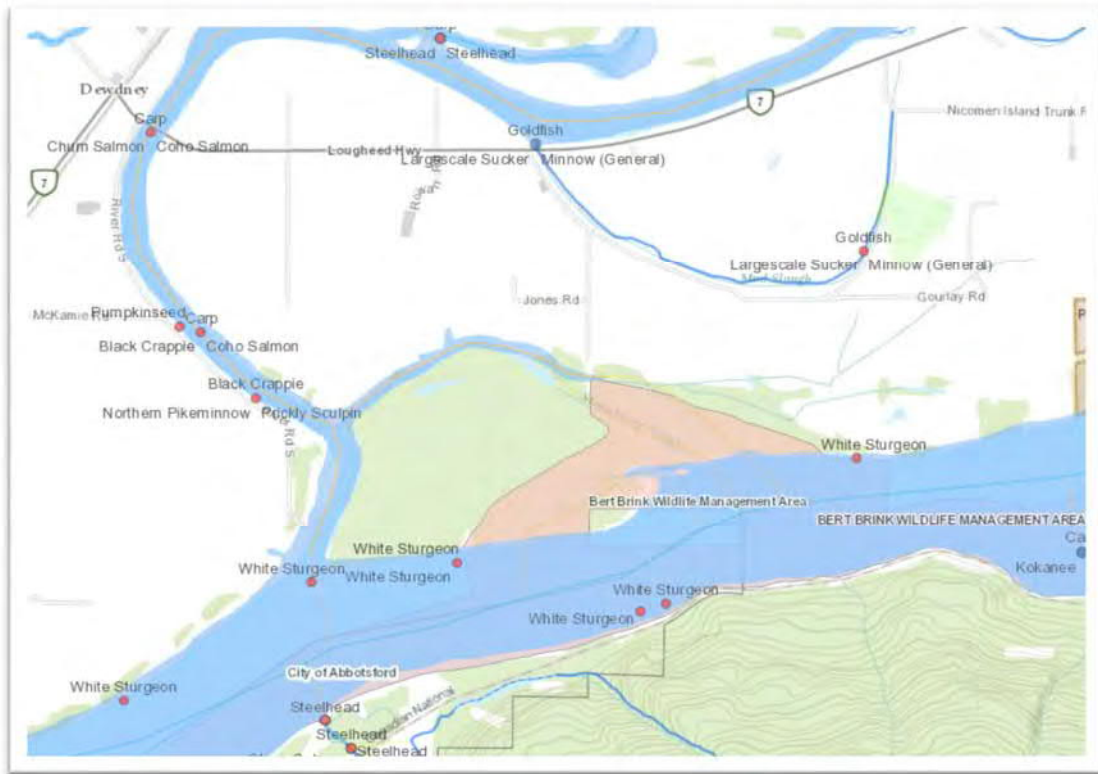 Steelhead Steelhead
Dewdney
7
Nicomen Island Trunk
Carp
Goldfish
Chum Salmon Coho Salmon
Lougheed Hwy
Largescale Sucker Minnow (General)
7
River Rd S
Goldfish
Largescale Sucker Minnow (General)
Mud Slough
Jones Rd
Gourlay Rd
Pumpkinseed
Carp
McKamie
Black Crappie Coho Salmon
Black Crappie
Northern Pikeminnow Prickly Sculpin
Rd S
White Sturgeon
Bert Brink Wildlife Management Area
BERT BRINK WILDLIFE MANAGEMENT AREA
White Sturgeon
White Sturgeon
White Sturgeon
Kokanee
White Sturgeon
White Sturgeon
City of Abbotsford
White Sturgeon
National
Steelhead
Steelhead
Steelhead